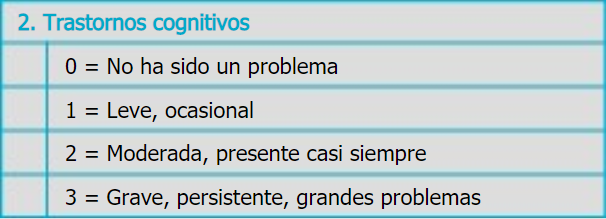 2. Trastornos cognitivos
0 = No ha sido un problema
1 = Leve, ocasional
2 = Moderada, presente casi siempre
3 = Grave, persistente, grandes problemas